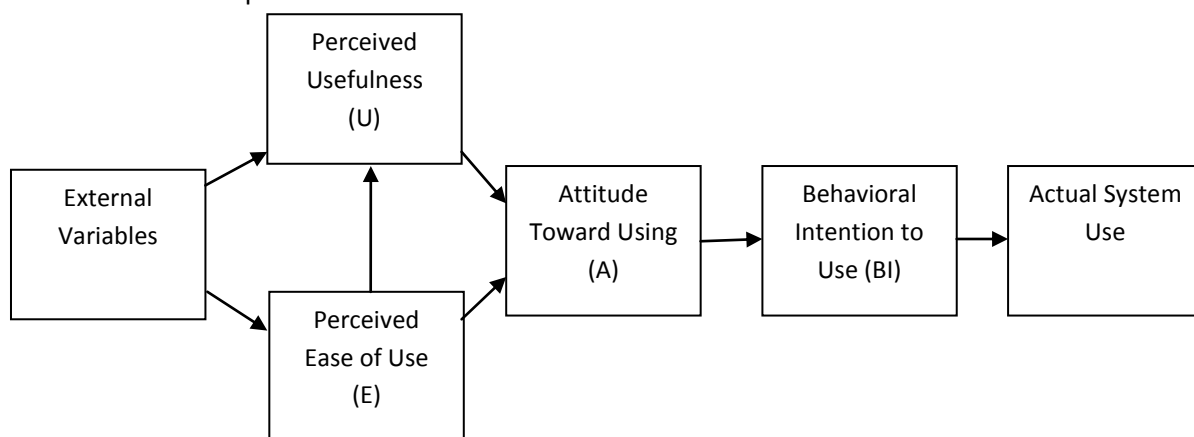 Perceived
Usefulness
(U)
External
Variables
Perceived
Ease of Use
(E)
Attitude
Toward Using
(A)
Behavioral
Intention to
Use (BI)
Actual System
Use